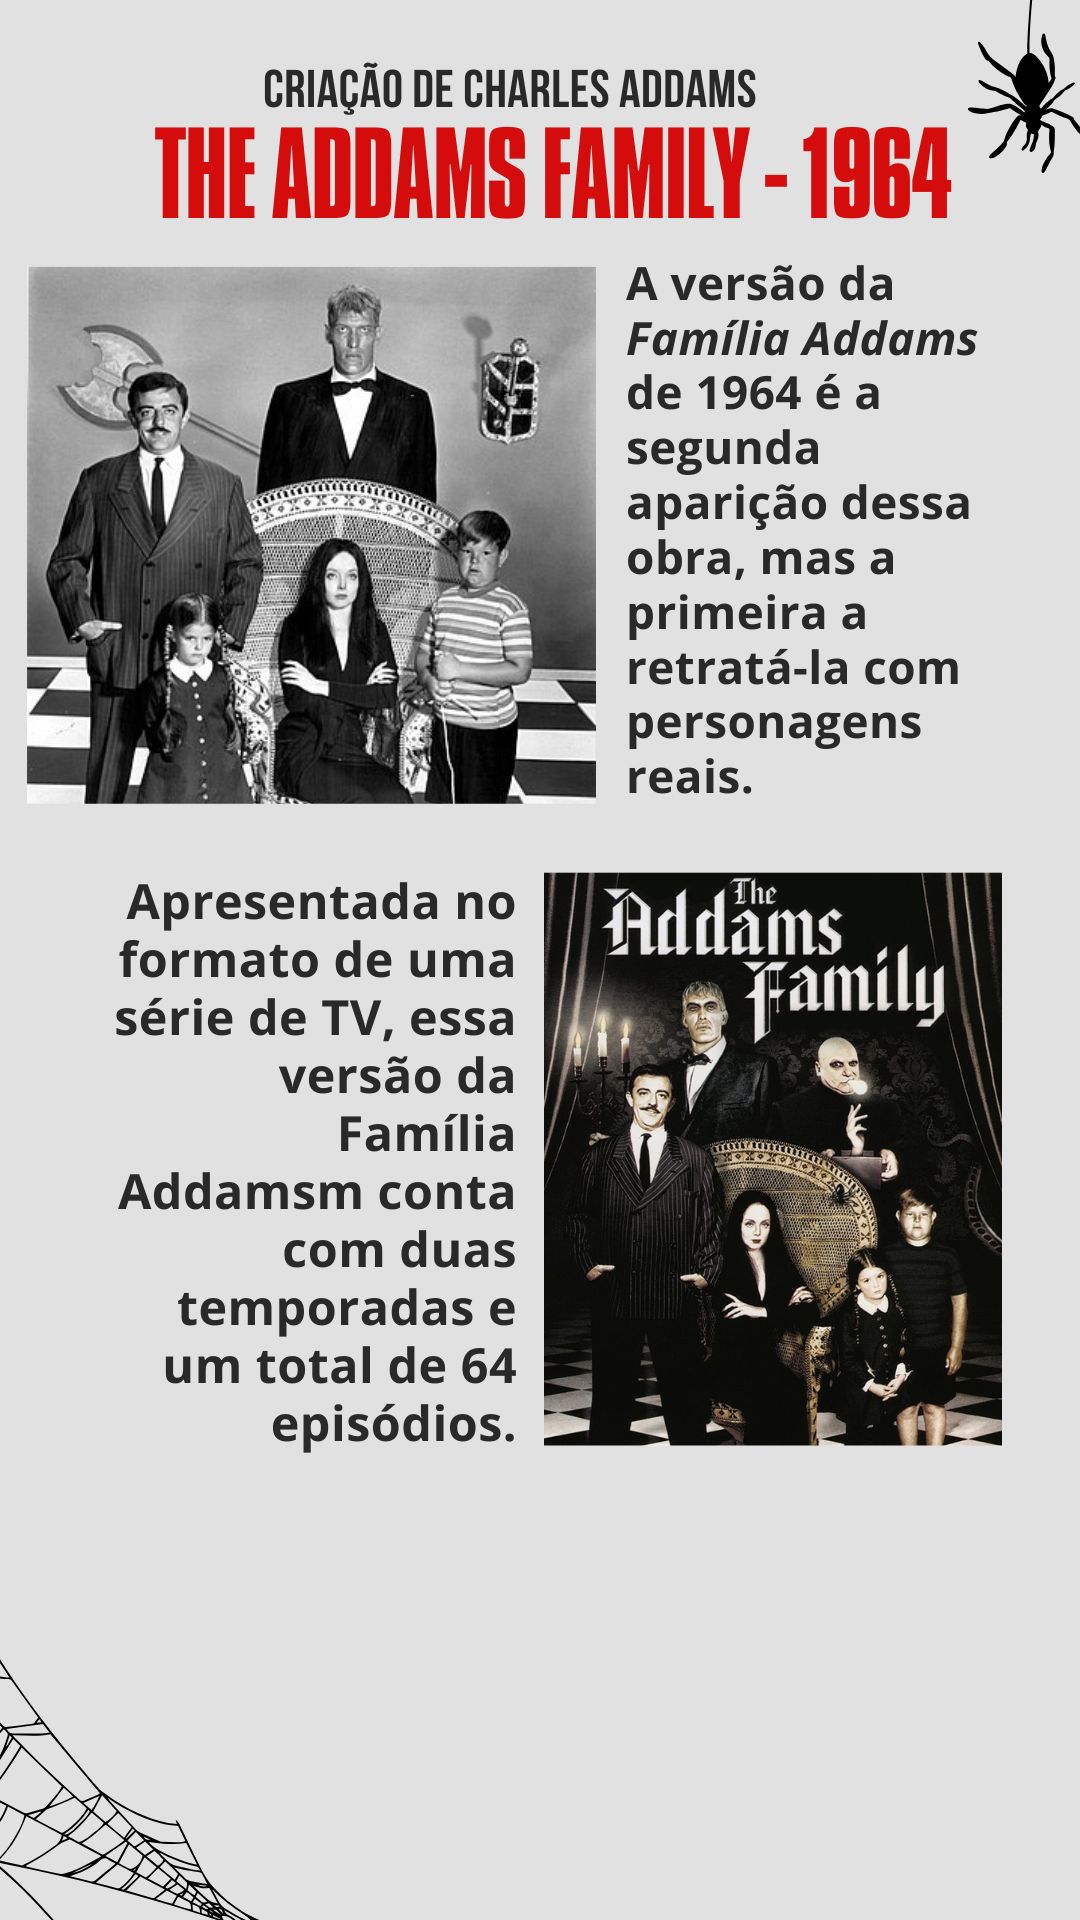 CRIAÇÃO DE CHARLES ADDAMS
THE ADDAMS FAMILY - 1964
A versão da
Família Addams
de 1964 é a
segunda
aparição dessa
obra, mas a
primeira a
retratá-la com
personagens
reais.
Apresentada no
formato de uma
série de TV, essa
versão da
Família
Addamsm conta
com duas
temporadas e
um total de 64
episódios.
The
Addams
Family